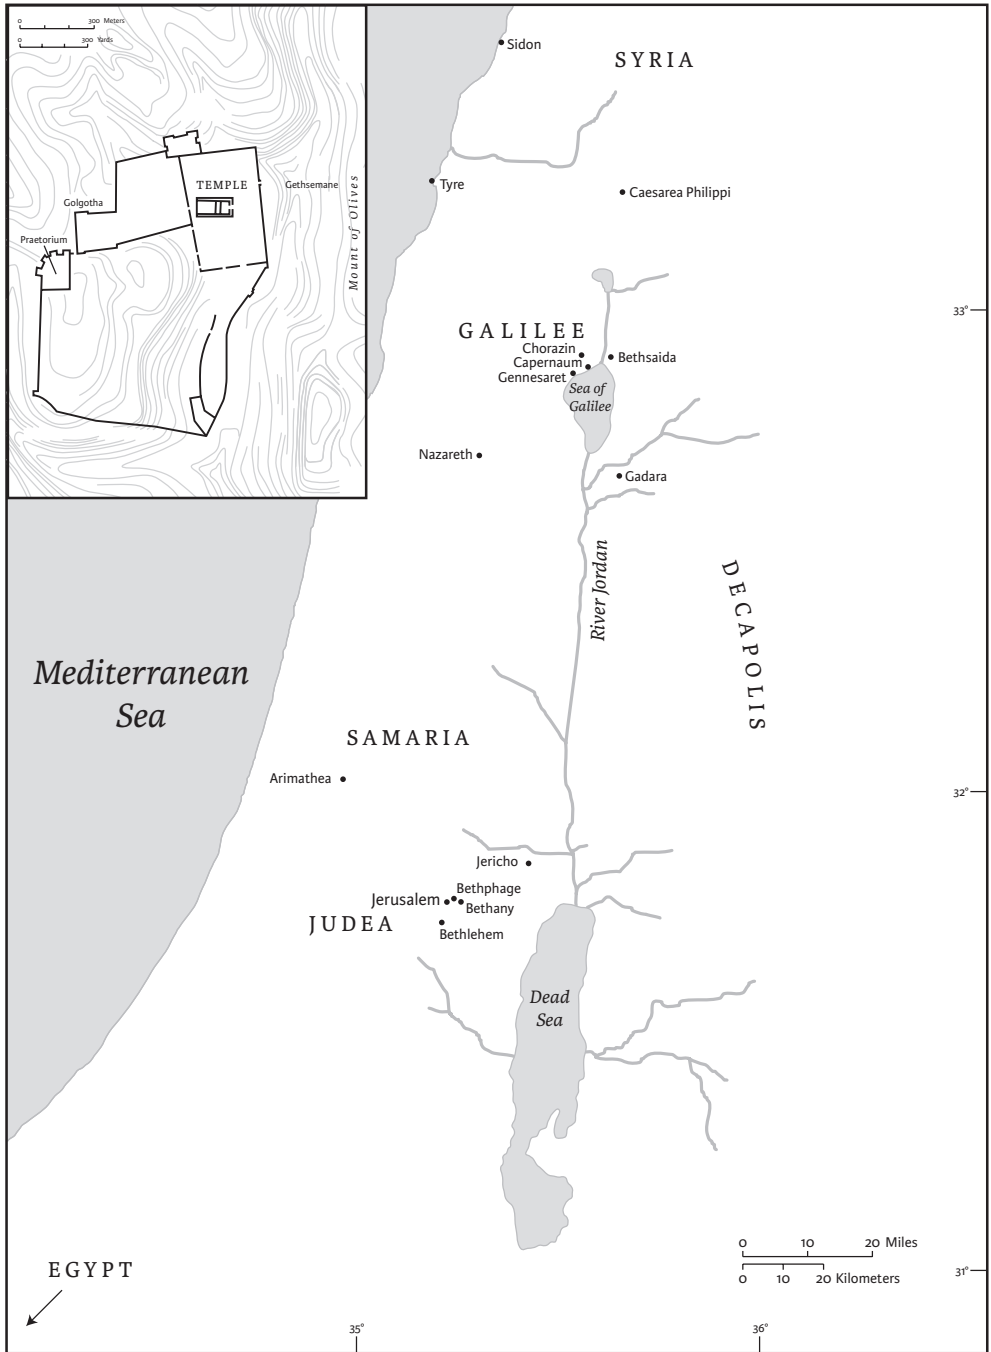 0 300 Meters
0 300 Yards
TEMPLE
Gethsemane
Golgotha
Praetorium
Mount of Olives
Sidon
SYRIA
Tyre
Caesarea Philippi
33°
GALILEE
Chorazin
Capernaum
Gennesaret
Bethsaida
Sea of
Galilee
Nazareth
Gadara
River Jordan
DECAPOLIS
Mediterranean
Sea
SAMARIA
Arimathea
32°
Jericho
Bethphage
Jerusalem
Bethany
JUDEA
Bethlehem
Dead
Sea
0 10 20 Miles
0 10 20 Kilometers
EGYPT
31°
35°
36°